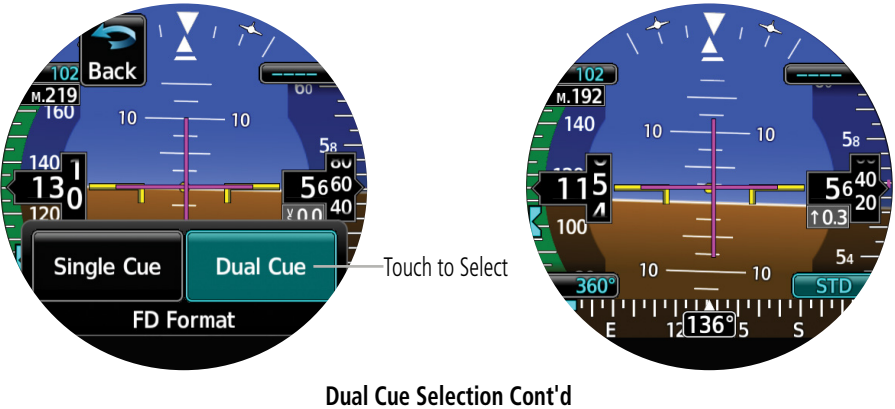 Back
102
M.219
160
140
130
120
10 10
60
58
5660
40
0.0
Single Cue
Dual Cue
FD Format
Touch to Select
102
M.192
140
115
100
10 10
58
5640
20
↑0.3
54
10 10
360°
STD
E 12 136° 5 S
Dual Cue Selection Cont'd